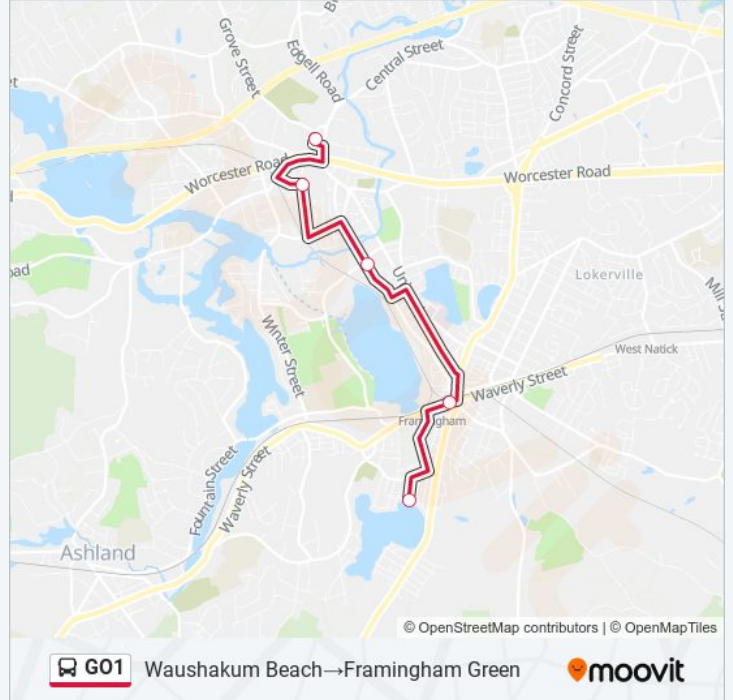 Grove Street
Edgell Road
Central Street
Concord Street
Worcester Road
Worcester Road
Lokerville
West Natick
Winter Street
Waverly Street
Framingham
Fountain Street
Waverly Street
Ashland
© OpenStreetMap contributors | © OpenMapTiles
GO1 Waushakum Beach→Framingham Green
moovit